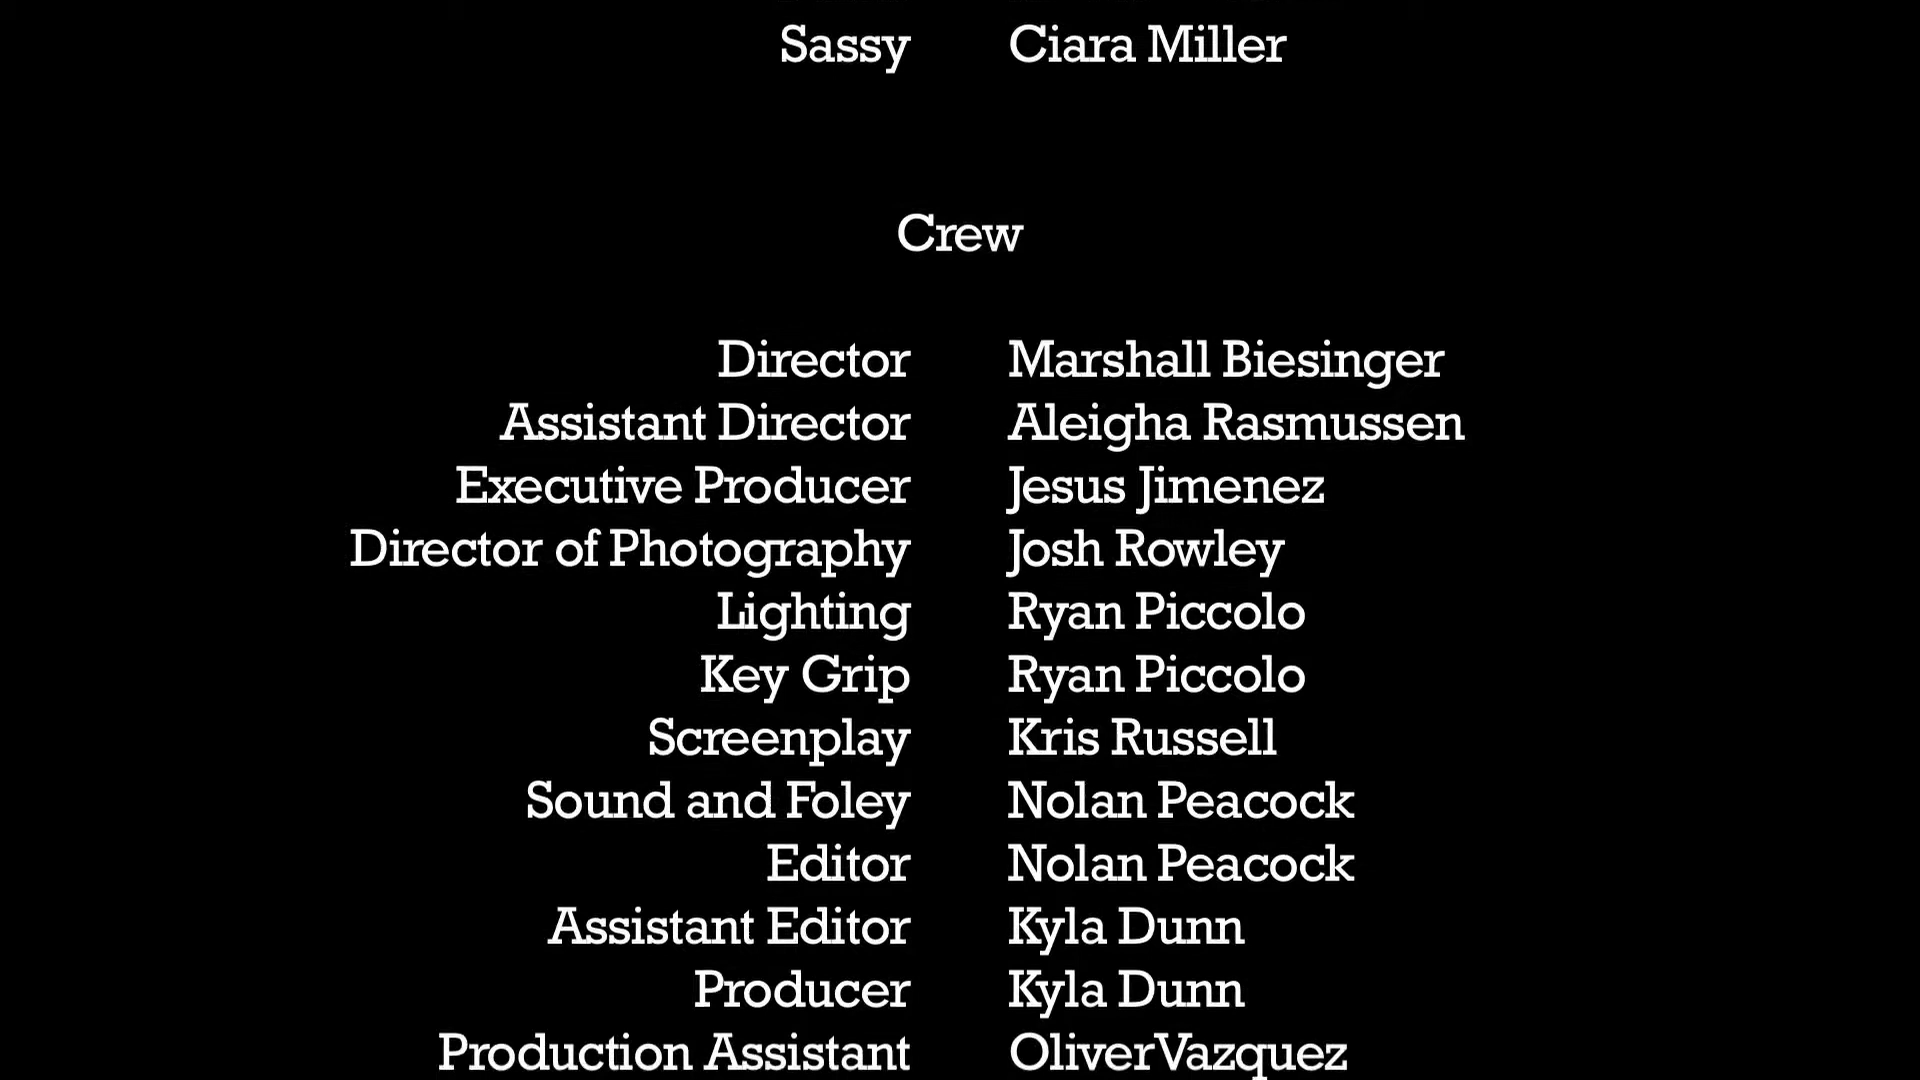 Sassy Ciara Miller
Crew
Director Marshall Biesinger
Assistant Director Aleigha Rasmussen
Executive Producer Jesus Jimenez
Director of Photography Josh Rowley
Lighting Ryan Piccolo
Key Grip Ryan Piccolo
Screenplay Kris Russell
Sound and Foley Nolan Peacock
Editor Nolan Peacock
Assistant Editor Kyla Dunn
Producer Kyla Dunn
Production Assistant OliverVazquez